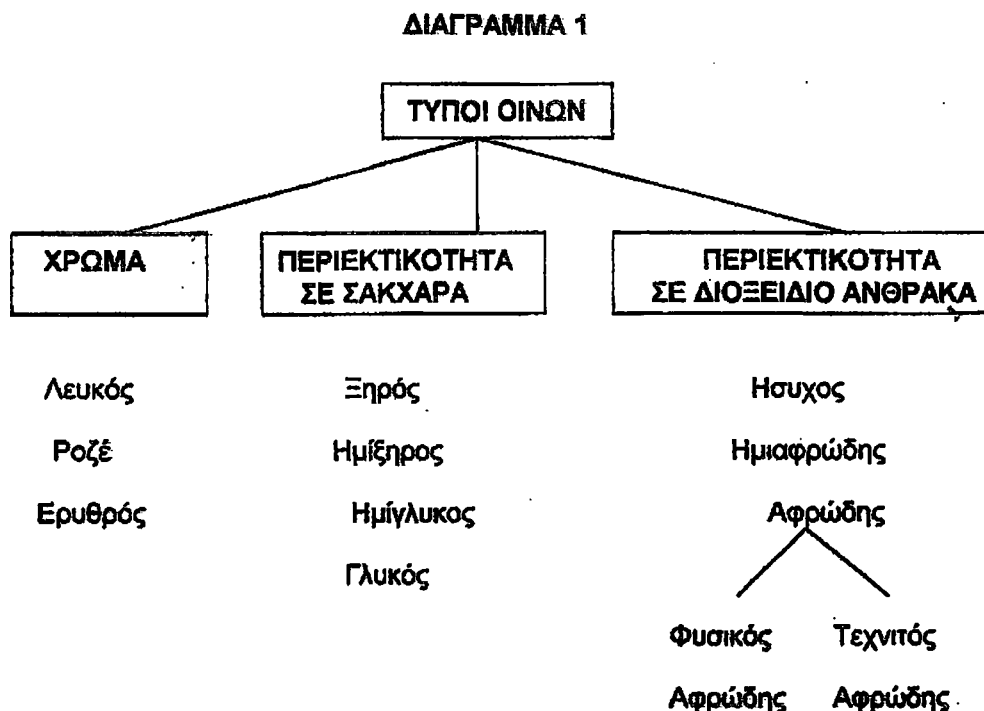 ΔΙΑΓΡΑΜΜΑ 1
ΤΥΠΟΙ ΟΙΝΩΝ
ΧΡΩΜΑ
Λευκός
Ροζέ
Ερυθρός
ΠΕΡΙΕΚΤΙΚΟΤΗΤΑ
ΣΕ ΣΑΚΧΑΡΑ
Ξηρός
Ημίξηρος
Ημίγλυκος
Γλυκός
ΠΕΡΙΕΚΤΙΚΟΤΗΤΑ
ΣΕ ΔΙΟΞΕΙΔΙΟ ΑΝΘΡΑΚΑ
Ησυχος
Ημιαφρώδης
Αφρώδης
Φυσικός
Αφρώδης
Τεχνιτός
Αφρώδης